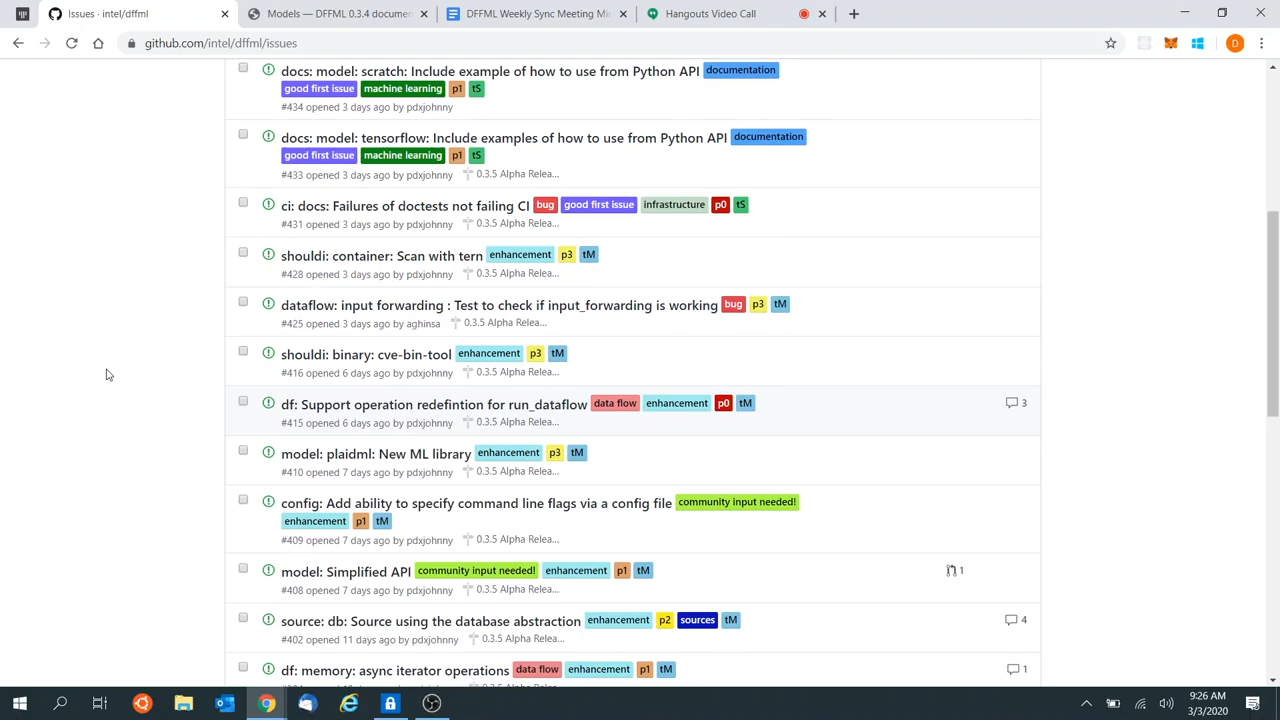 Issues · intel/dffml
Models — DFFML 0.3.4 documen
DFFML Weekly Sync Meeting Mi
Hangouts Video Call
github.com/intel/dffml/issues
D
docs: model: scratch: Include example of how to use from Python API documentation
good first issue machine learning p1 tS
#434 opened 3 days ago by pdxjohnny
docs: model: tensorflow: Include examples of how to use from Python API documentation
good first issue machine learning p1 tS
#433 opened 3 days ago by pdxjohnny 0.3.5 Alpha Relea...
ci: docs: Failures of doctests not failing CI bug good first issue infrastructure p0 tS
#431 opened 3 days ago by pdxjohnny 0.3.5 Alpha Relea...
shouldi: container: Scan with tern enhancement p3 tM
#428 opened 3 days ago by pdxjohnny 0.3.5 Alpha Relea...
dataflow: input forwarding : Test to check if input_forwarding is working bug p3 tM
#425 opened 3 days ago by aghinsa 0.3.5 Alpha Relea...
shouldi: binary: cve-bin-tool enhancement p3 tM
#416 opened 6 days ago by pdxjohnny 0.3.5 Alpha Relea...
df: Support operation redefintion for run_dataflow data flow enhancement p0 tM 3
#415 opened 6 days ago by pdxjohnny 0.3.5 Alpha Relea...
model: plaidml: New ML library enhancement p3 tM
#410 opened 7 days ago by pdxjohnny 0.3.5 Alpha Relea...
config: Add ability to specify command line flags via a config file community input needed!
enhancement p1 tM
#409 opened 7 days ago by pdxjohnny 0.3.5 Alpha Relea...
model: Simplified API community input needed! enhancement p1 tM 1
#408 opened 7 days ago by pdxjohnny 0.3.5 Alpha Relea...
source: db: Source using the database abstraction enhancement p2 sources tM 4
#402 opened 11 days ago by pdxjohnny 0.3.5 Alpha Relea...
df: memory: async iterator operations data flow enhancement p1 tM 1
9:26 AM
3/3/2020